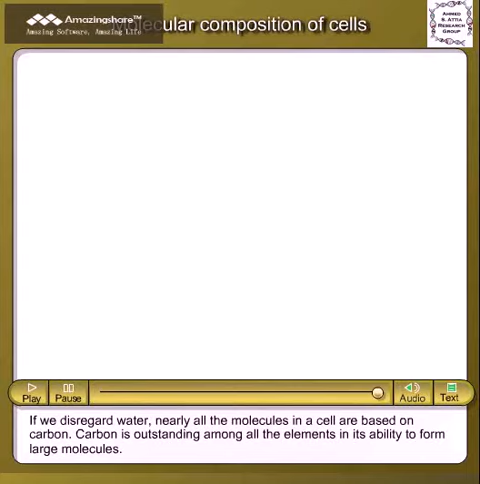 Amazingshare™
Amazing Software, Amazing Life
Molecular composition of cells
AHMED
S. ATTIA
RESEARCH
GROUP
Play
Pause
Audio
Text
If we disregard water, nearly all the molecules in a cell are based on
carbon. Carbon is outstanding among all the elements in its ability to form
large molecules.